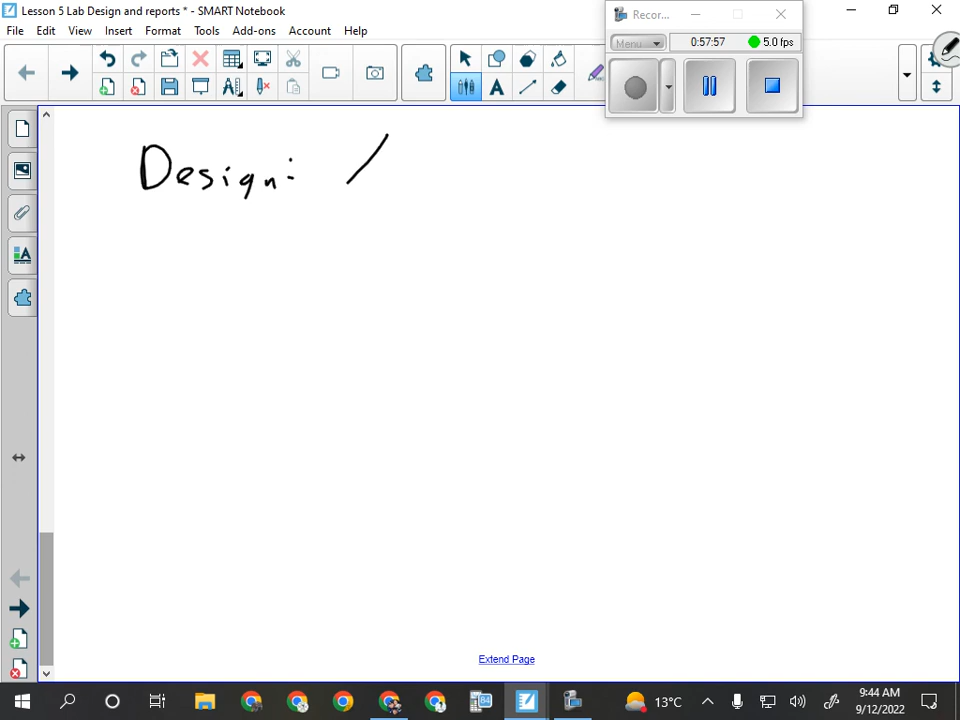 Lesson 5 Lab Design and reports * - SMART Notebook
Recor...
File Edit View Insert Format Tools Add-ons Account Help
Menu
0:57:57
5.0 fps
Design:
Extend Page
13°C
9:44 AM
9/12/2022